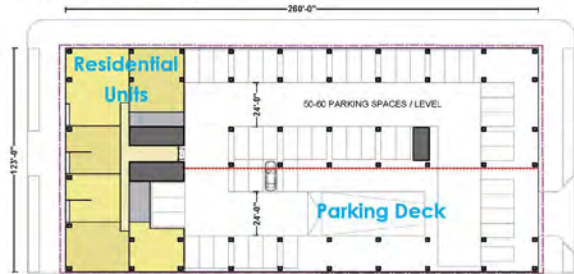 260'-0"
Residential
Units
123'-0"
24'-0"
50-60 PARKING SPACES / LEVEL
24'-0"
Parking Deck